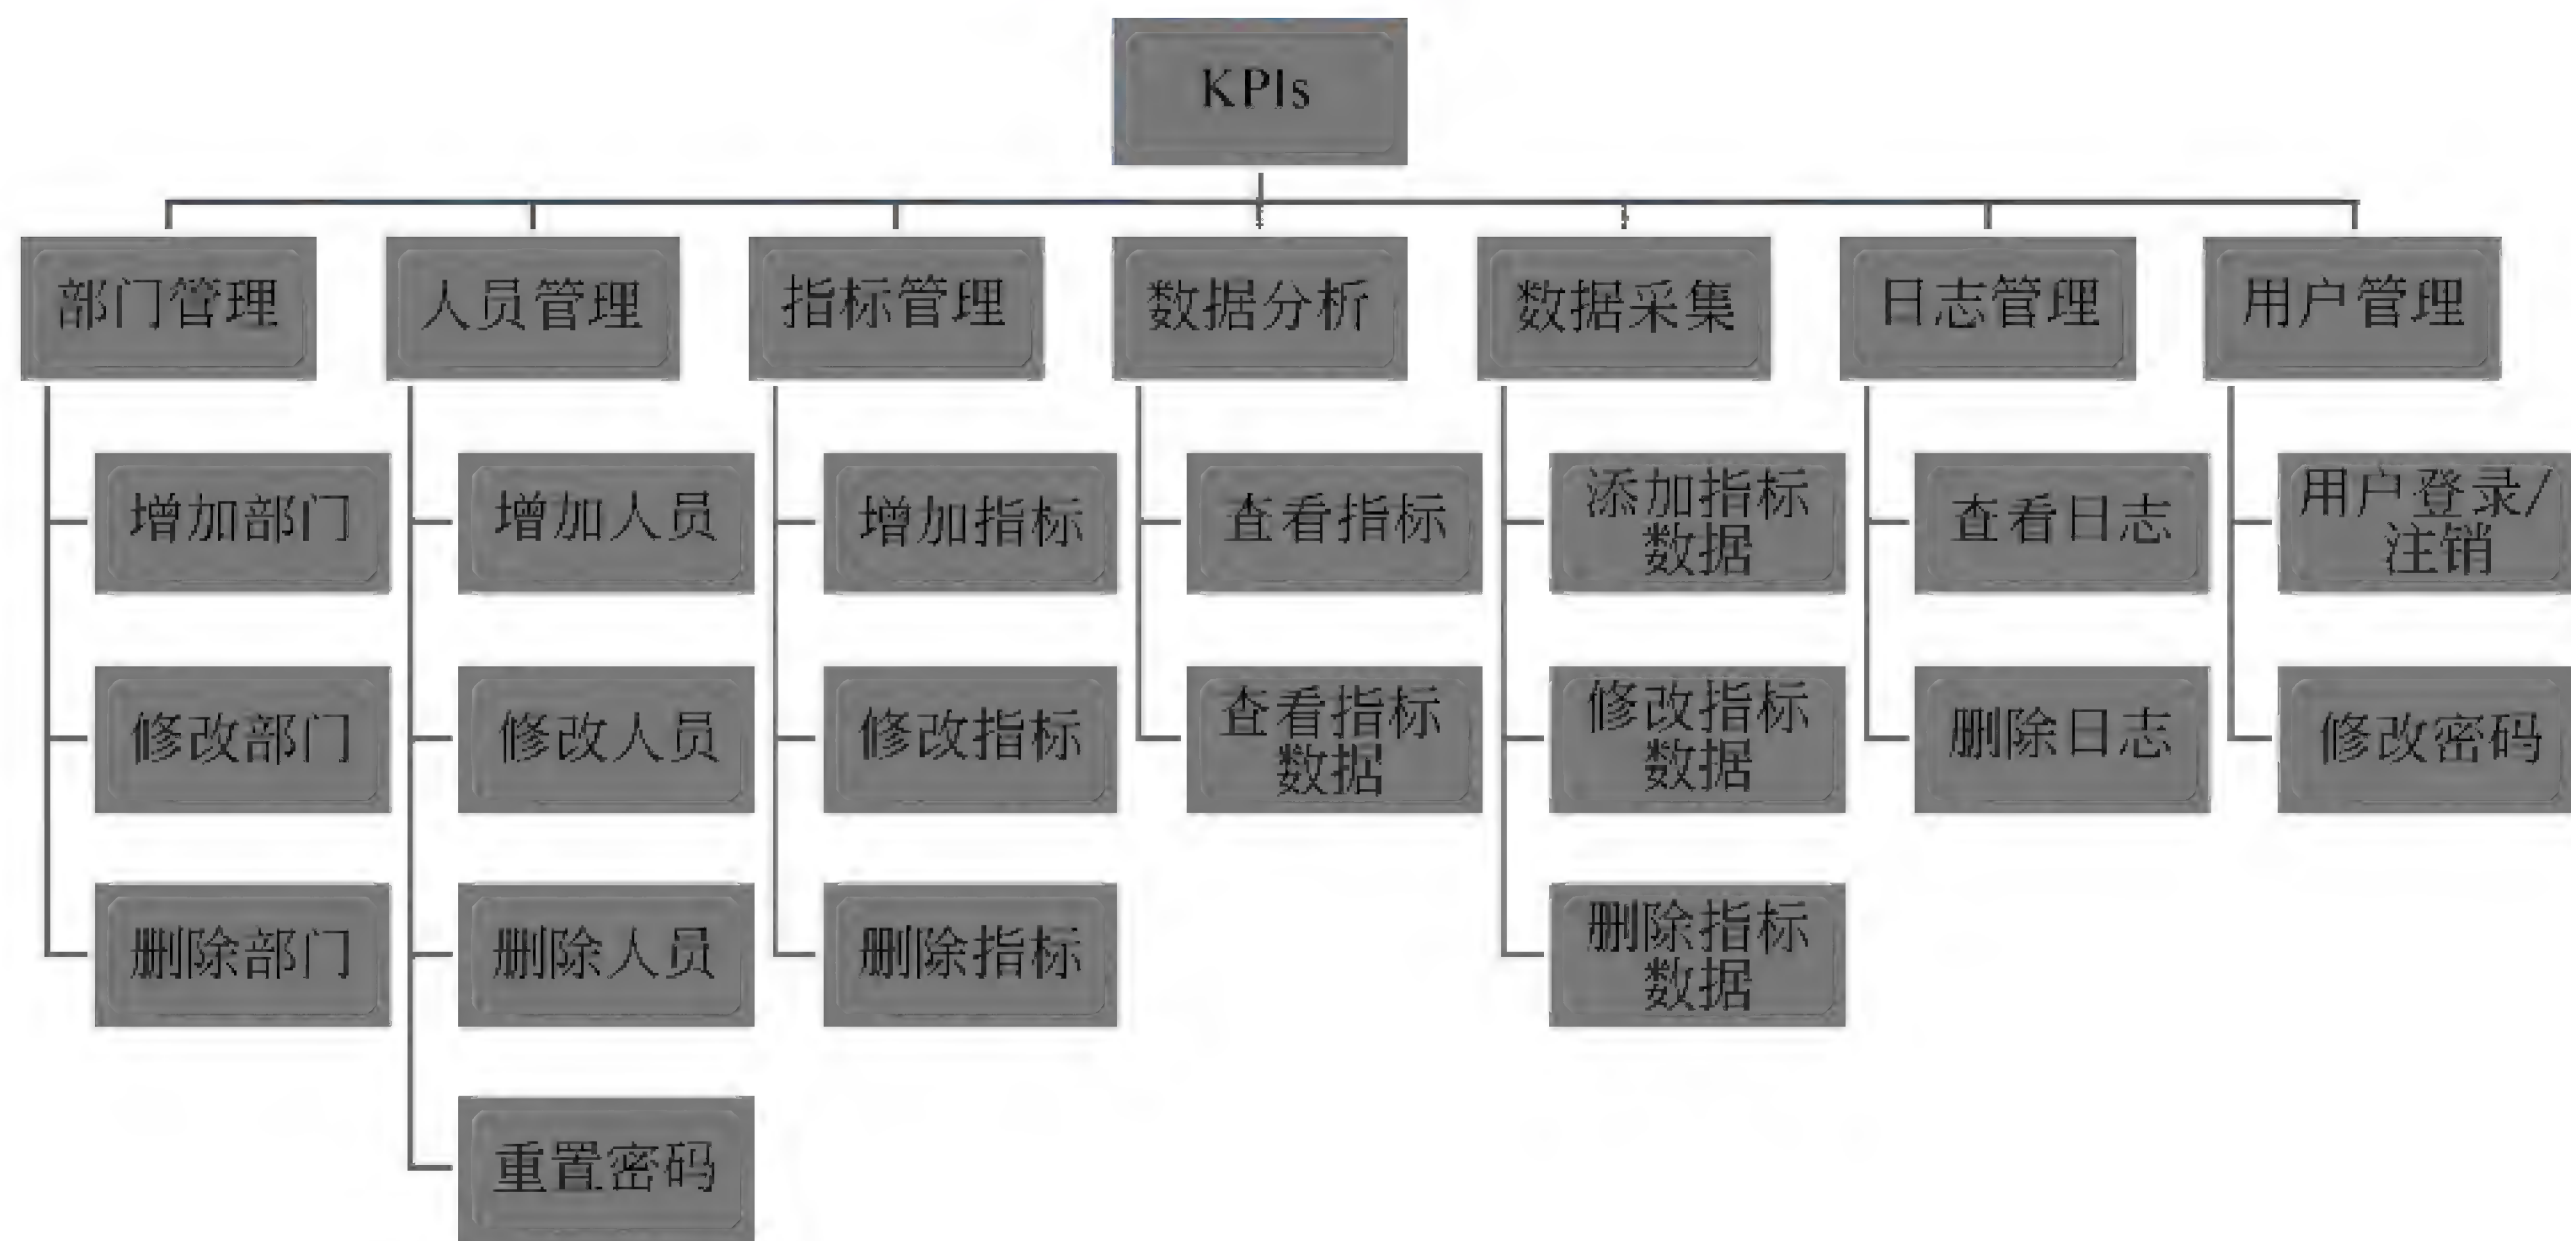 KPIs
部门管理
人员管理
指标管理
数据分析
数据采集
日志管理
用户管理
增加部门
增加人员
增加指标
查看指标
添加指标
数据
查看日志
用户登录/
注销
修改部门
修改人员
修改指标
查看指标
数据
修改指标
数据
删除日志
修改密码
删除部门
删除人员
删除指标
删除指标
数据
重置密码